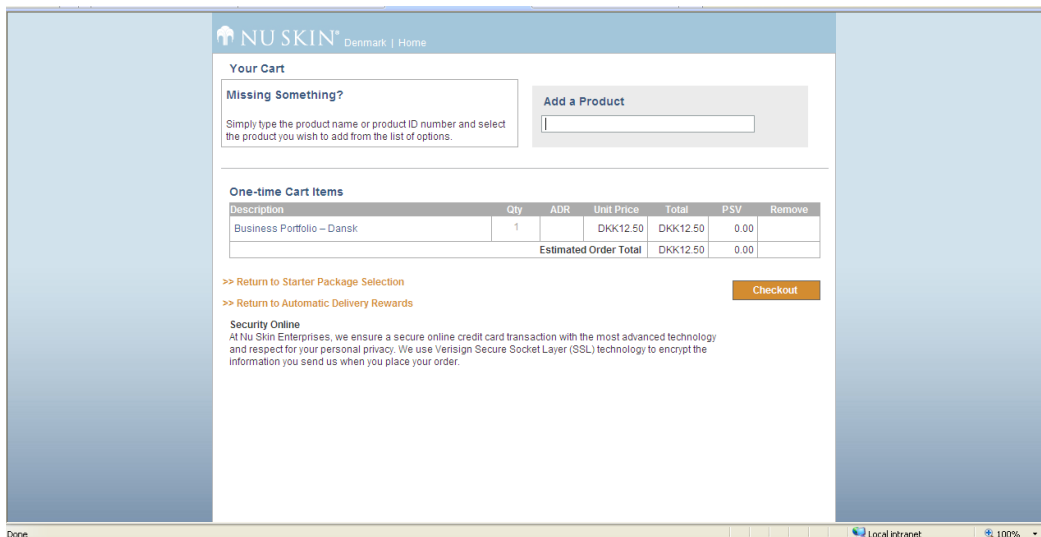 NU SKIN® Denmark | Home
Your Cart
Missing Something?
Simply type the product name or product ID number and select
the product you wish to add from the list of options.
Add a Product
One-time Cart Items
Description Qty ADR Unit Price Total PSV Remove
Business Portfolio – Dansk 1 DKK12.50 DKK12.50 0.00
Estimated Order Total DKK12.50 0.00
>> Return to Starter Package Selection
Checkout
>> Return to Automatic Delivery Rewards
Security Online
At Nu Skin Enterprises, we ensure a secure online credit card transaction with the most advanced technology
and respect for your personal privacy. We use Verisign Secure Socket Layer (SSL) technology to encrypt the
information you send us when you place your order.
Done Local intranet 100%